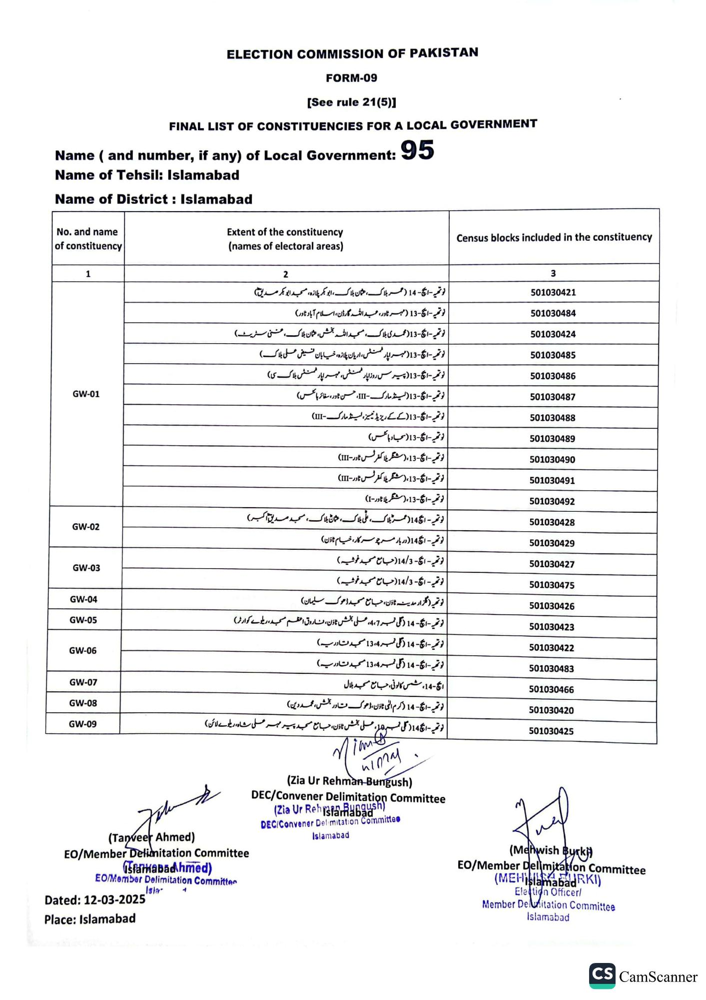 ELECTION COMMISSION OF PAKISTAN
FORM-09
[See rule 21(5)]
FINAL LIST OF CONSTITUENCIES FOR A LOCAL GOVERNMENT
Name ( and number, if any) of Local Government: 95
Name of Tehsil: Islamabad
Name of District : Islamabad
No. and name of constituency
Extent of the constituency (names of electoral areas)
Census blocks included in the constituency
1 2 3
GW-01
نوتھیہ-ایچ- 14 (عمر بلاک، عثمان بلاک، ابو بکر پلازہ، مسجد ابو بکر صدیقؓ) 501030421
نوتھیہ-ایچ-13 (مہر ٹاور، عبداللہ گارڈن، اسلام آباد ٹاور) 501030484
نوتھیہ-ایچ-13(محمدی بلاک، مسجد اللہ بخش، عثمان بلاک، غنی سٹریٹ) 501030424
نوتھیہ-ایچ-13(مہر اپارٹمنٹس، اریان پلازہ، خیابان فیض علی بلاک) 501030485
نوتھیہ-ایچ-13(پیرس روز اپارٹمنٹس، مہر اپارٹمنٹس بلاک سی) 501030486
نوتھیہ-ایچ-13(لینڈ مارک-III، حسن ٹاور، سفائر ہائٹس) 501030487
نوتھیہ-ایچ-13(کے کے ریزیڈنسیز، لینڈ مارک-III) 501030488
نوتھیہ-ایچ-13(سجاد ہائٹس) 501030489
نوتھیہ-ایچ-13،(شنگریلا کفرٹس ٹاور-III) 501030490
نوتھیہ-ایچ-13،(شنگریلا کفرٹس ٹاور-III) 501030491
نوتھیہ-ایچ-13،(شنگریلا ٹاور-I) 501030492
GW-02
نوتھیہ- ایچ14(عمرؓ بلاک، علیؓ بلاک، عثمانؓ بلاک، مسجد صدیقؓ اکبر) 501030428
نوتھیہ- ایچ14(دربار مرچو سرکار، خیام ٹاؤن) 501030429
GW-03
نوتھیہ- ایچ- 14/3(جامع مسجد غوثیہ) 501030427
نوتھیہ- ایچ- 14/3(جامع مسجد غوثیہ) 501030475
GW-04 نوتھیہ(گلزار مدینہ ٹاؤن، جامع مسجد ڈھوک سلیمان) 501030426
GW-05 نوتھیہ-ایچ- 14 (گلی نمبر 4،7، علی بخش ٹاؤن، فاروق اعظم مسجد، ریلوے کوارٹر) 501030423
GW-06
نوتھیہ-ایچ- 14 (گلی نمبر 13،4 مسجد قادریہ) 501030422
نوتھیہ-ایچ- 14 (گلی نمبر 13،4 مسجد قادریہ) 501030483
GW-07 ایچ-14، شمس کالونی، جامع مسجد بلال 501030466
GW-08 نوتھیہ-ایچ- 14 (کرم الہی ٹاؤن، ڈھوک قادر بخش، محمد دین) 501030420
GW-09 نوتھیہ-ایچ14(گلی نمبر 10، علی بخش ٹاؤن، جامع مسجد پیر مہر علی شاہ، ریلوے لائن) 501030425
(Zia Ur Rehman Bungush)
DEC/Convener Delimitation Committee
Islamabad
(Zia Ur Rehman Bungush)
DEC/Convener Delimitation Committee
Islamabad
(Tanveer Ahmed)
EO/Member Delimitation Committee
Islamabad
(Tanveer Ahmed)
EO/Member Delimitation Committee
(Mehwish Burki)
EO/Member Delimitation Committee
Islamabad
(MEHWISH BURKI)
Election Officer/
Member Delimitation Committee
Islamabad
Dated: 12-03-2025
Place: Islamabad
CS CamScanner